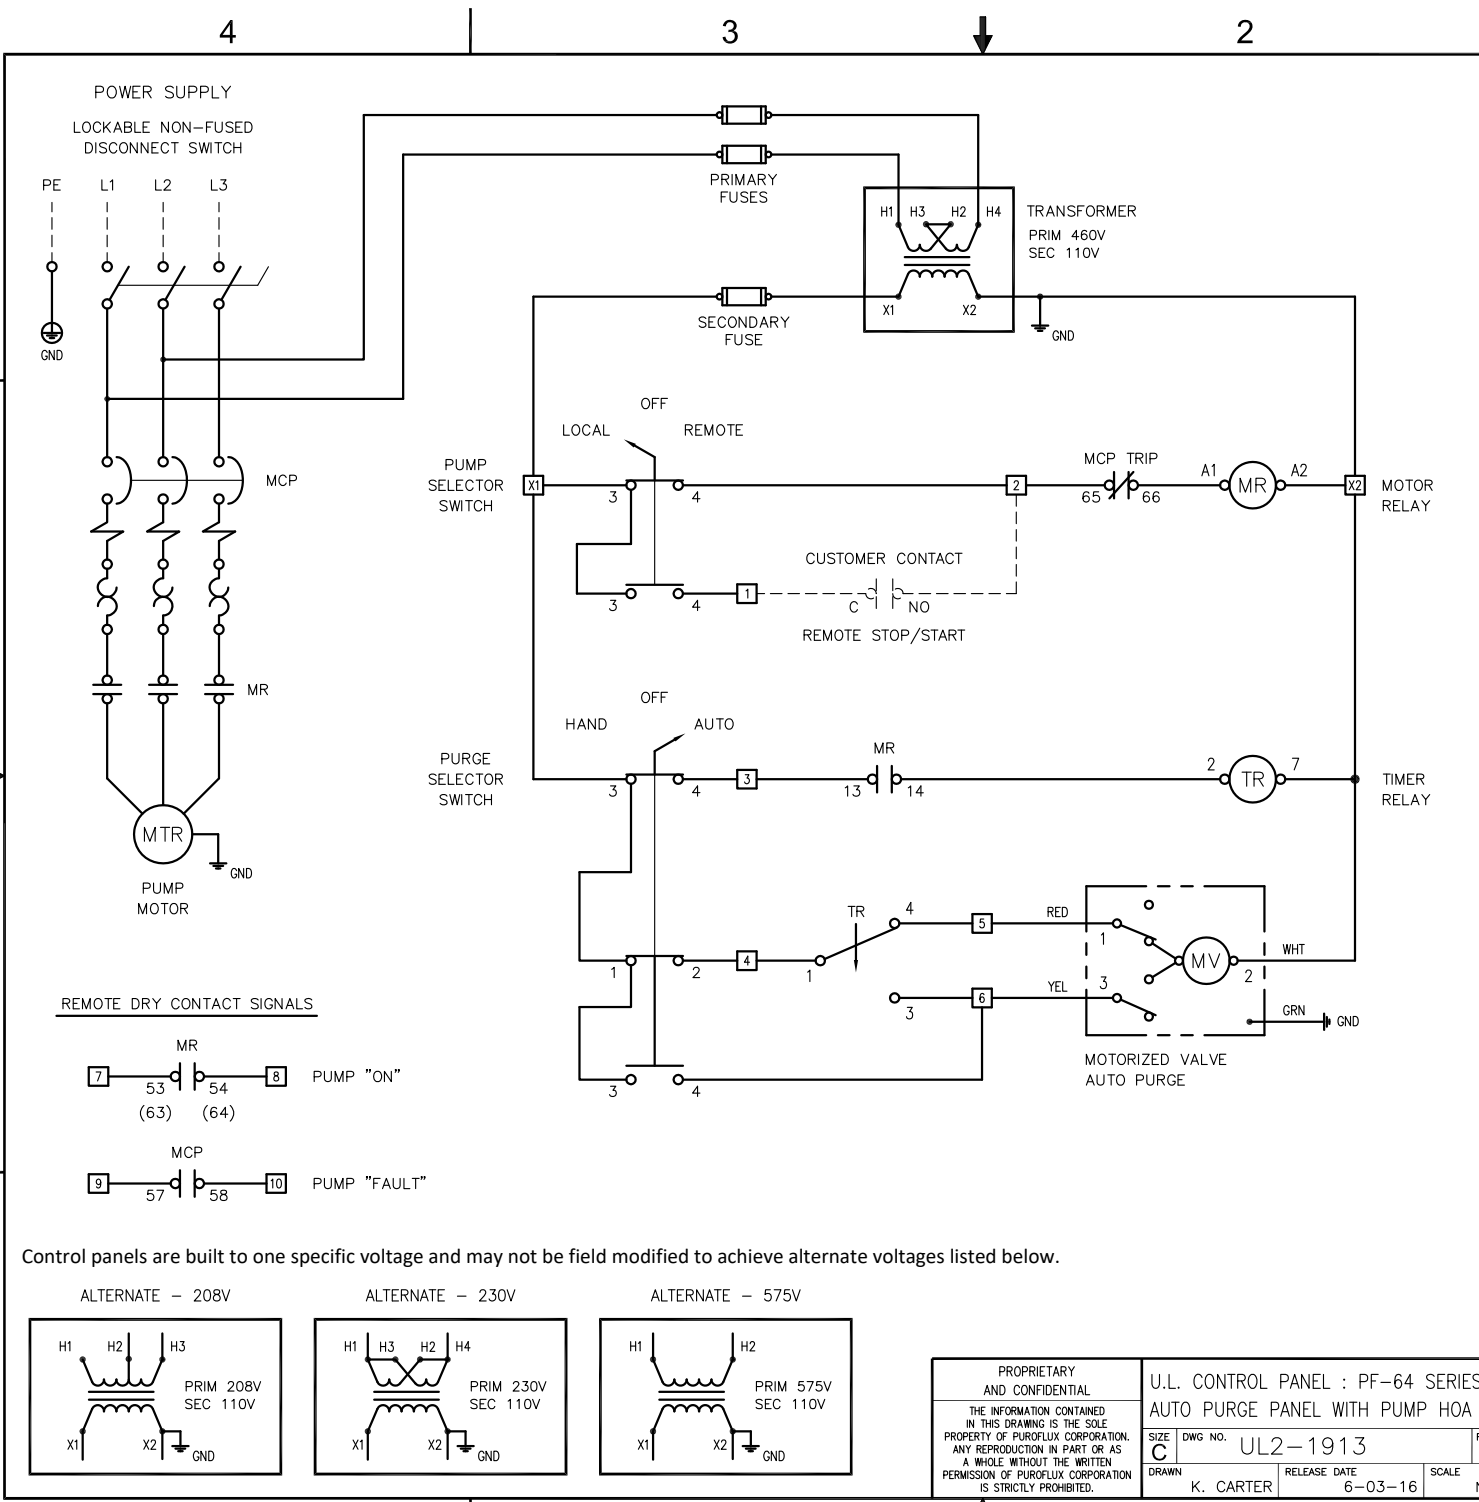 4
3
2
POWER SUPPLY
LOCKABLE NON-FUSED
DISCONNECT SWITCH
PE
L1
L2
L3
GND
PRIMARY
FUSES
H1
H3
H2
H4
TRANSFORMER
PRIM 460V
SEC 110V
X1
X2
SECONDARY
FUSE
GND
MCP
MR
MTR
GND
PUMP
MOTOR
OFF
LOCAL
REMOTE
PUMP
SELECTOR
SWITCH
X1
3
4
2
MCP TRIP
65
66
A1
MR
A2
X2
MOTOR
RELAY
CUSTOMER CONTACT
3
4
1
C
NO
REMOTE STOP/START
OFF
HAND
AUTO
PURGE
SELECTOR
SWITCH
3
4
3
MR
13
14
2
TR
7
TIMER
RELAY
1
2
4
TR
1
4
3
5
RED
6
YEL
1
3
MV
2
WHT
GRN
GND
MOTORIZED VALVE
AUTO PURGE
3
4
REMOTE DRY CONTACT SIGNALS
MR
7
53
54
8
PUMP "ON"
(63)
(64)
MCP
9
57
58
10
PUMP "FAULT"
Control panels are built to one specific voltage and may not be field modified to achieve alternate voltages listed below.
ALTERNATE - 208V
H1
H2
H3
PRIM 208V
SEC 110V
X1
X2
GND
ALTERNATE - 230V
H1
H3
H2
H4
PRIM 230V
SEC 110V
X1
X2
GND
ALTERNATE - 575V
H1
H2
PRIM 575V
SEC 110V
X1
X2
GND
PROPRIETARY
AND CONFIDENTIAL
THE INFORMATION CONTAINED
IN THIS DRAWING IS THE SOLE
PROPERTY OF PUROFLUX CORPORATION.
ANY REPRODUCTION IN PART OR AS
A WHOLE WITHOUT THE WRITTEN
PERMISSION OF PUROFLUX CORPORATION
IS STRICTLY PROHIBITED.
U.L. CONTROL PANEL : PF-64 SERIES
AUTO PURGE PANEL WITH PUMP HOA
SIZE
C
DWG NO.
UL2-1913
DRAWN
K. CARTER
RELEASE DATE
6-03-16
SCALE